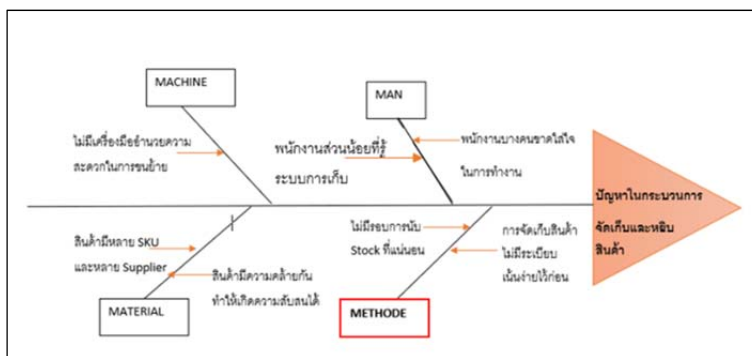 MACHINE
MAN
ไม่มีเครื่องมืออำนวยความ
สะดวกในการขนย้าย
พนักงานส่วนน้อยที่รู้
ระบบการเก็บ
พนักงานบางคนขาดใส่ใจ
ในการทำงาน
ปัญหาในกระบวนการ
จัดเก็บและหยิบ
สินค้า
สินค้ามีหลาย SKU
และหลาย Supplier
สินค้ามีความคล้ายกัน
ทำให้เกิดความสับสนได้
ไม่มีรอบการนับ
Stock ที่แน่นอน
การจัดเก็บสินค้า
ไม่มีระเบียบ
เน้นง่ายไว้ก่อน
MATERIAL
METHODE